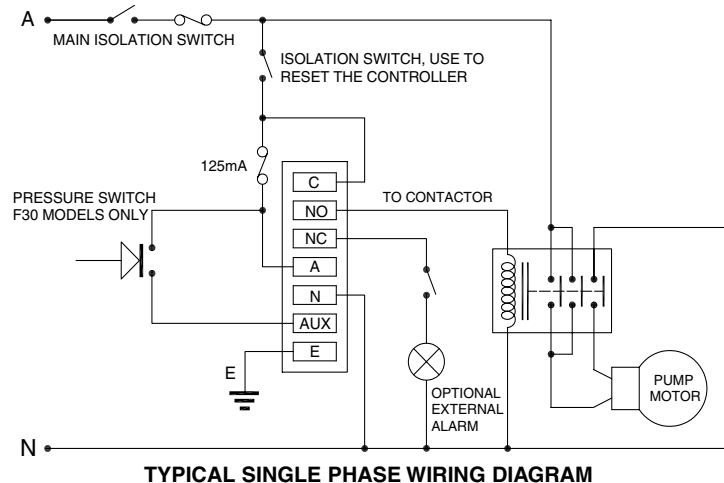 A
MAIN ISOLATION SWITCH
ISOLATION SWITCH, USE TO
RESET THE CONTROLLER
125mA
PRESSURE SWITCH
F30 MODELS ONLY
C
NO
NC
A
N
AUX
E
TO CONTACTOR
E
OPTIONAL
EXTERNAL
ALARM
PUMP
MOTOR
N
TYPICAL SINGLE PHASE WIRING DIAGRAM